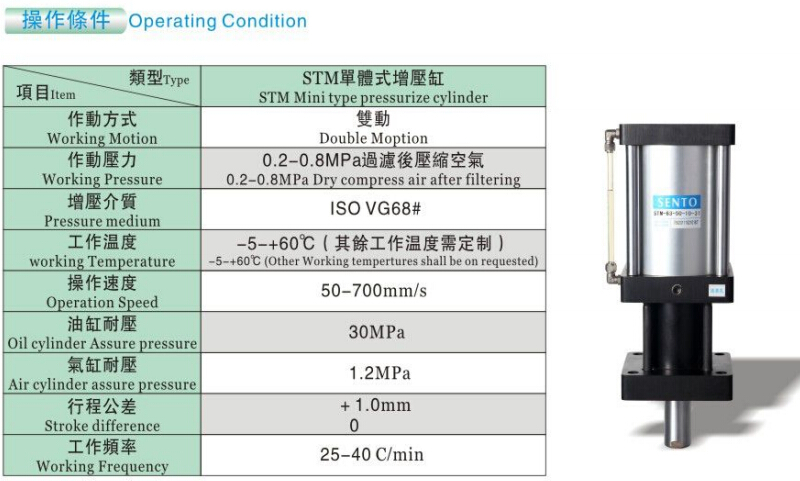 操作條件 Operating Condition
類型Type
項目Item
STM單體式增壓缸
STM Mini type pressurize cylinder
作動方式
Working Motion
雙動
Double Moption
作動壓力
Working Pressure
0.2-0.8MPa過濾後壓縮空氣
0.2-0.8MPa Dry compress air after filtering
增壓介質
Pressure medium
ISO VG68#
工作温度
working Temperature
-5-+60℃（其餘工作温度需定制）
-5-+60℃ (Other Working tempertures shall be on requested)
操作速度
Operation Speed
50-700mm/s
油缸耐壓
Oil cylinder Assure pressure
30MPa
氣缸耐壓
Air cylinder assure pressure
1.2MPa
行程公差
Stroke difference
+1.0mm
0
工作頻率
Working Frequency
25-40 C/min
SENTO